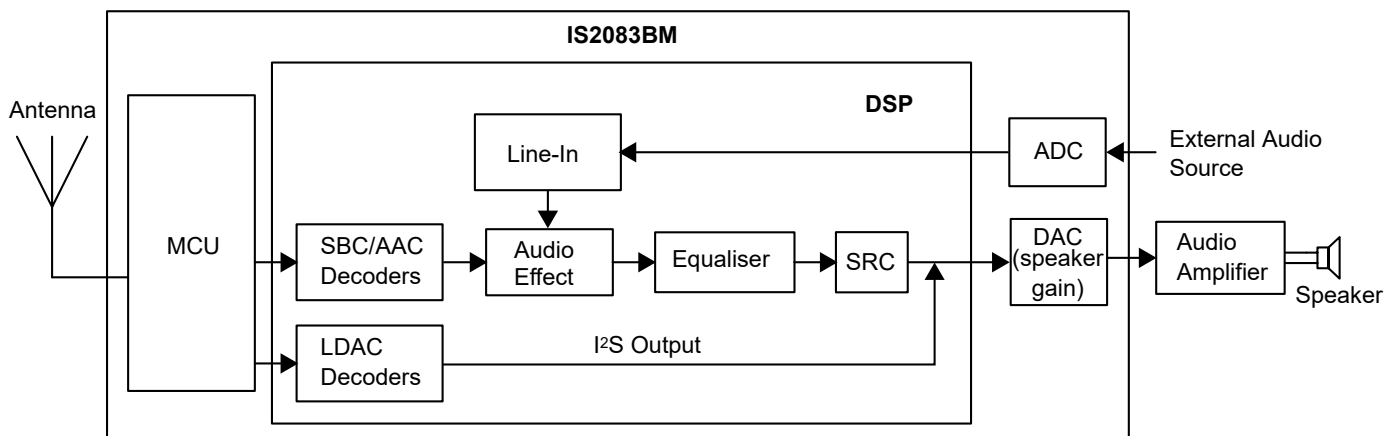 IS2083BM
DSP
Antenna
MCU
Line-In
ADC
External Audio
Source
SBC/AAC
Decoders
Audio
Effect
Equaliser
SRC
DAC
(speaker
gain)
Audio
Amplifier
Speaker
LDAC
Decoders
I²S Output